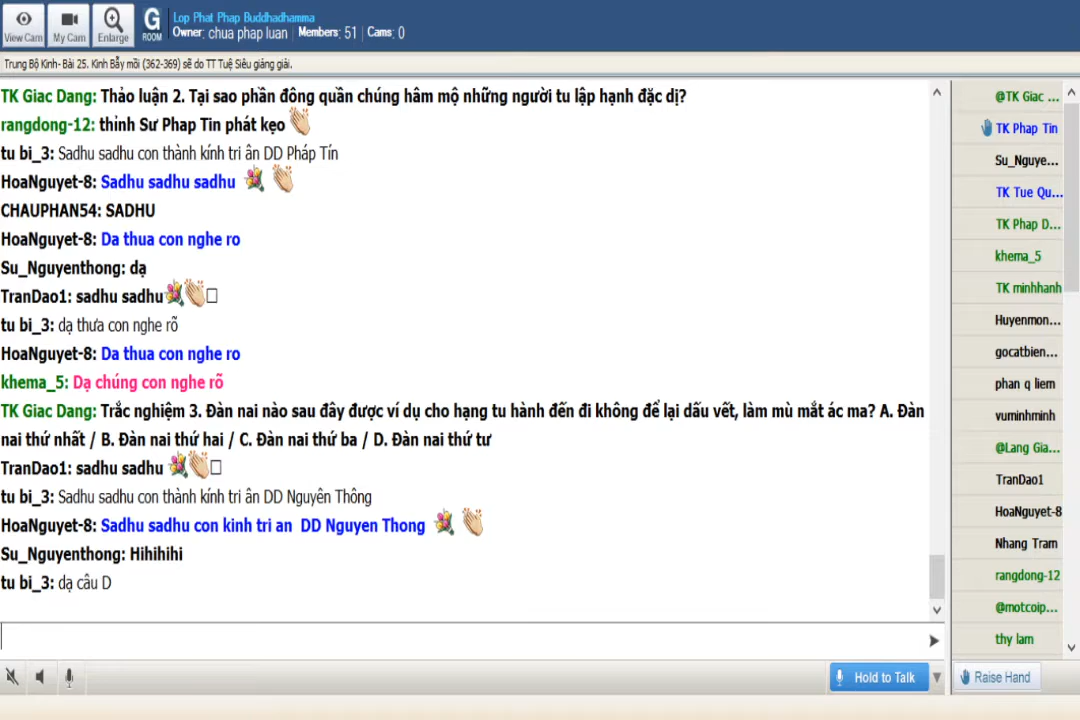 View Cam
My Cam
Enlarge
G ROOM
Lop Phat Phap Buddhadhamma
Owner: chua phap luan | Members: 51 | Cams: 0
Trung Bộ Kinh- Bài 25. Kinh Bẫy mồi (362-369) sẽ do TT Tuệ Siêu giảng giải.
TK Giac Dang: Thảo luận 2. Tại sao phần đông quần chúng hâm mộ những người tu lập hạnh đặc dị?
rangdong-12: thỉnh Sư Phap Tin phát kẹo
tu bi_3: Sadhu sadhu con thành kính tri ân DD Pháp Tín
HoaNguyet-8: Sadhu sadhu sadhu
CHAUPHAN54: SADHU
HoaNguyet-8: Da thua con nghe ro
Su_Nguyenthong: dạ
TranDao1: sadhu sadhu
tu bi_3: dạ thưa con nghe rõ
HoaNguyet-8: Da thua con nghe ro
khema_5: Dạ chúng con nghe rõ
TK Giac Dang: Trắc nghiệm 3. Đàn nai nào sau đây được ví dụ cho hạng tu hành đến đi không để lại dấu vết, làm mù mắt ác ma? A. Đàn
nai thứ nhất / B. Đàn nai thứ hai / C. Đàn nai thứ ba / D. Đàn nai thứ tư
TranDao1: sadhu sadhu
tu bi_3: Sadhu sadhu con thành kính tri ân DD Nguyên Thông
HoaNguyet-8: Sadhu sadhu con kinh tri an DD Nguyen Thong
Su_Nguyenthong: Hihihihi
tu bi_3: dạ câu D
@TK Giac ...
TK Phap Tin
Su_Nguye...
TK Tue Qu...
TK Phap D...
khema_5
TK minhhanh
Huyenmon...
gocatbien...
phan q liem
vuminhminh
@Lang Gia...
TranDao1
HoaNguyet-8
Nhang Tram
rangdong-12
@motcoip...
thy lam
Hold to Talk
Raise Hand